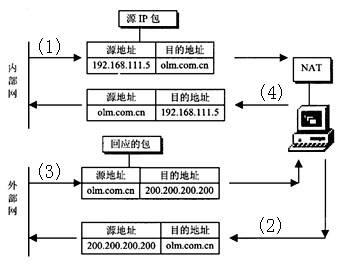 源IP包
(1)
源地址 目的地址
192.168.111.5 olm.com.cn
NAT
内部网
源地址 目的地址
olm.com.cn 192.168.111.5
(4)
回应的包
(3)
源地址 目的地址
olm.com.cn 200.200.200.200
外部网
(2)
源地址 目的地址
200.200.200.200 olm.com.cn